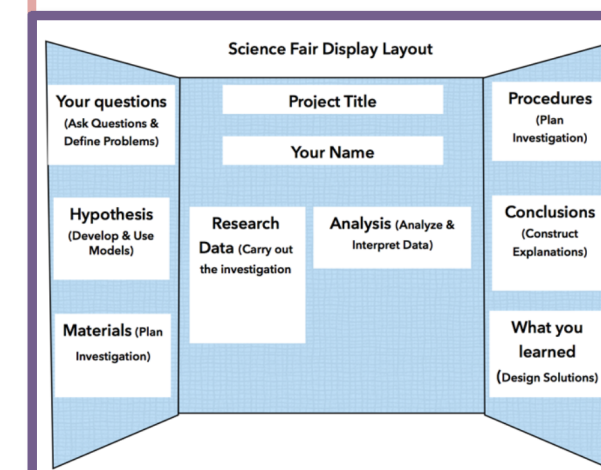 Science Fair Display Layout
Your questions
(Ask Questions &
Define Problems)
Hypothesis
(Develop & Use
Models)
Materials (Plan
Investigation)
Project Title
Your Name
Research
Data (Carry out
the investigation
Analysis (Analyze &
Interpret Data)
Procedures
(Plan
Investigation)
Conclusions
(Construct
Explanations)
What you
learned
(Design Solutions)